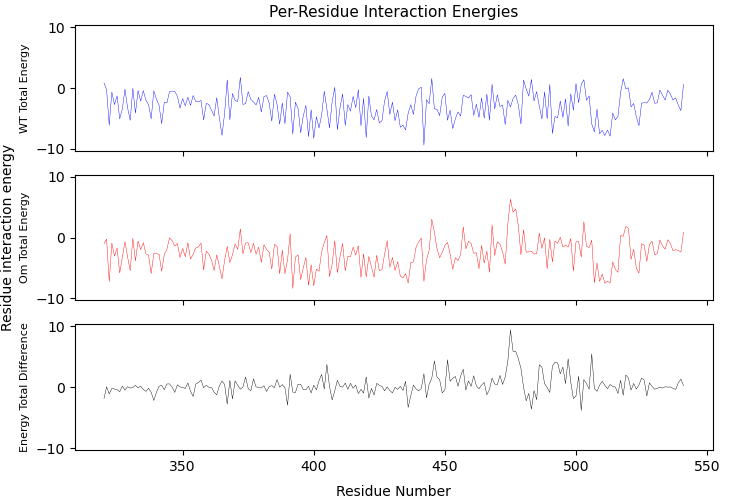 Per-Residue Interaction Energies
10
0
−10
WT Total Energy
10
0
−10
Om Total Energy
Residue interaction energy
10
0
−10
Energy Total Difference
350
400
450
500
550
Residue Number